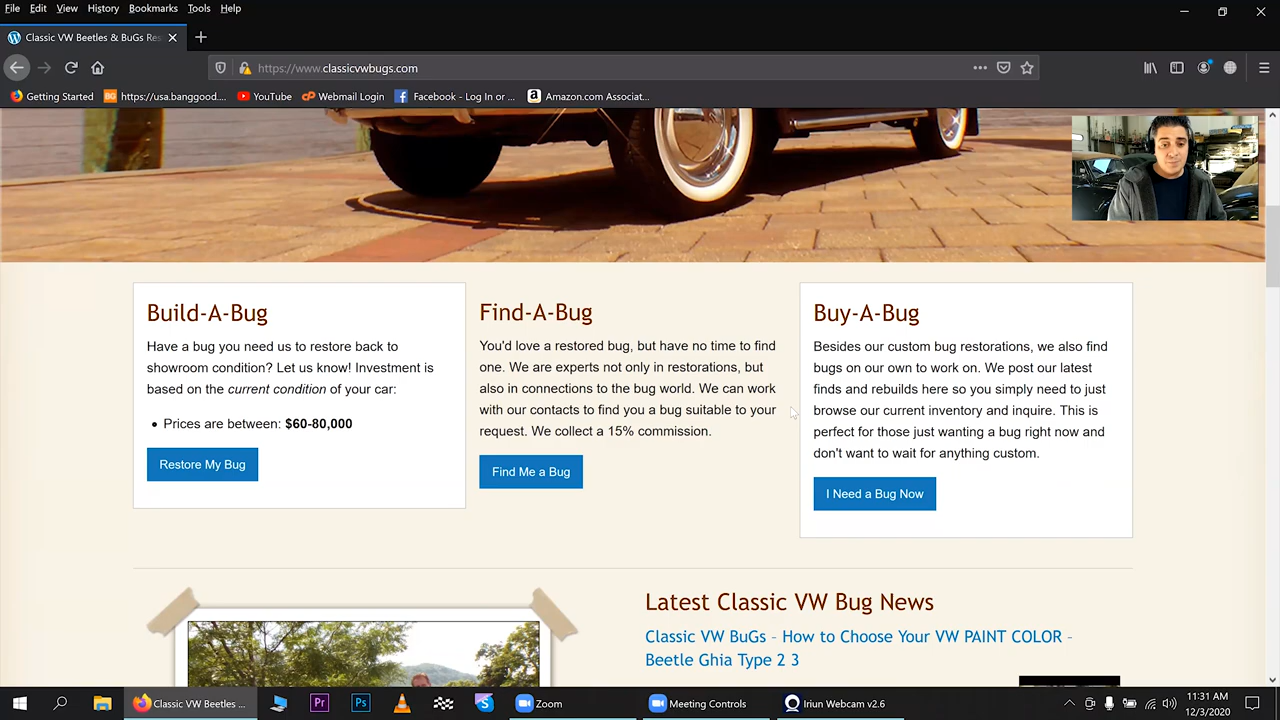 File Edit View History Bookmarks Tools Help
Classic VW Beetles & BuGs Res
https://www.classicvwbugs.com
Getting Started https://usa.banggood.... YouTube Webmail Login Facebook - Log In or ... Amazon.com Associat...
Build-A-Bug
Have a bug you need us to restore back to
showroom condition? Let us know! Investment is
based on the current condition of your car:
• Prices are between: $60-80,000
Restore My Bug
Find-A-Bug
You'd love a restored bug, but have no time to find
one. We are experts not only in restorations, but
also in connections to the bug world. We can work
with our contacts to find you a bug suitable to your
request. We collect a 15% commission.
Find Me a Bug
Buy-A-Bug
Besides our custom bug restorations, we also find
bugs on our own to work on. We post our latest
finds and rebuilds here so you simply need to just
browse our current inventory and inquire. This is
perfect for those just wanting a bug right now and
don't want to wait for anything custom.
I Need a Bug Now
Latest Classic VW Bug News
Classic VW BuGs – How to Choose Your VW PAINT COLOR –
Beetle Ghia Type 2 3
Classic VW Beetles ... Pr Ps Zoom Meeting Controls Iriun Webcam v2.6
11:31 AM
12/3/2020